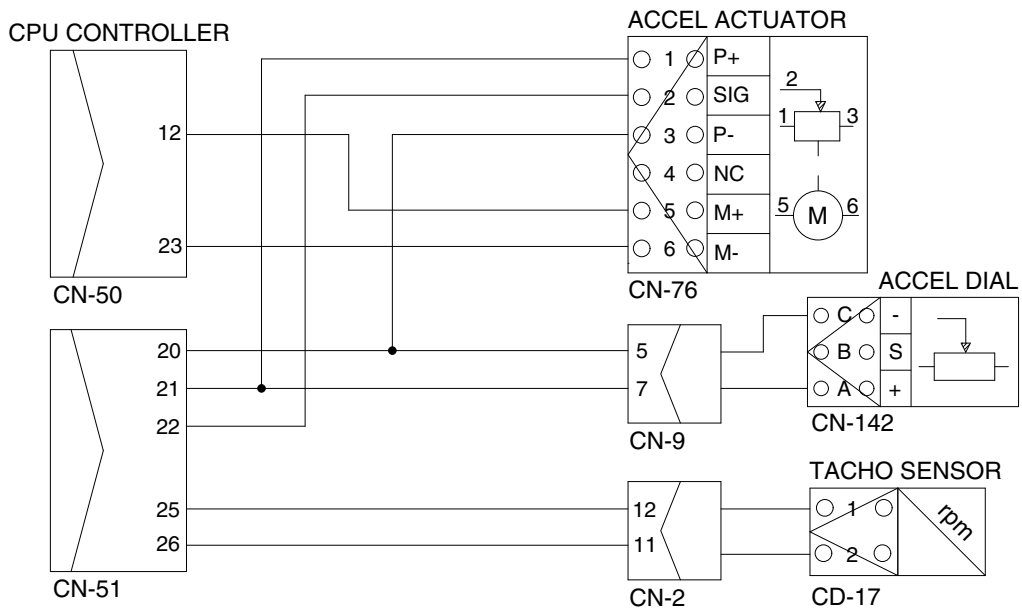 ACCEL ACTUATOR
CPU CONTROLLER
1 P+
2 SIG
3 P-
4 NC
5 M+
6 M-
2
1 3
5 M 6
12
23
CN-50
CN-76
ACCEL DIAL
C -
B S
A +
CN-142
20
21
22
25
26
CN-51
5
7
CN-9
12
11
CN-2
TACHO SENSOR
1
2
rpm
CD-17